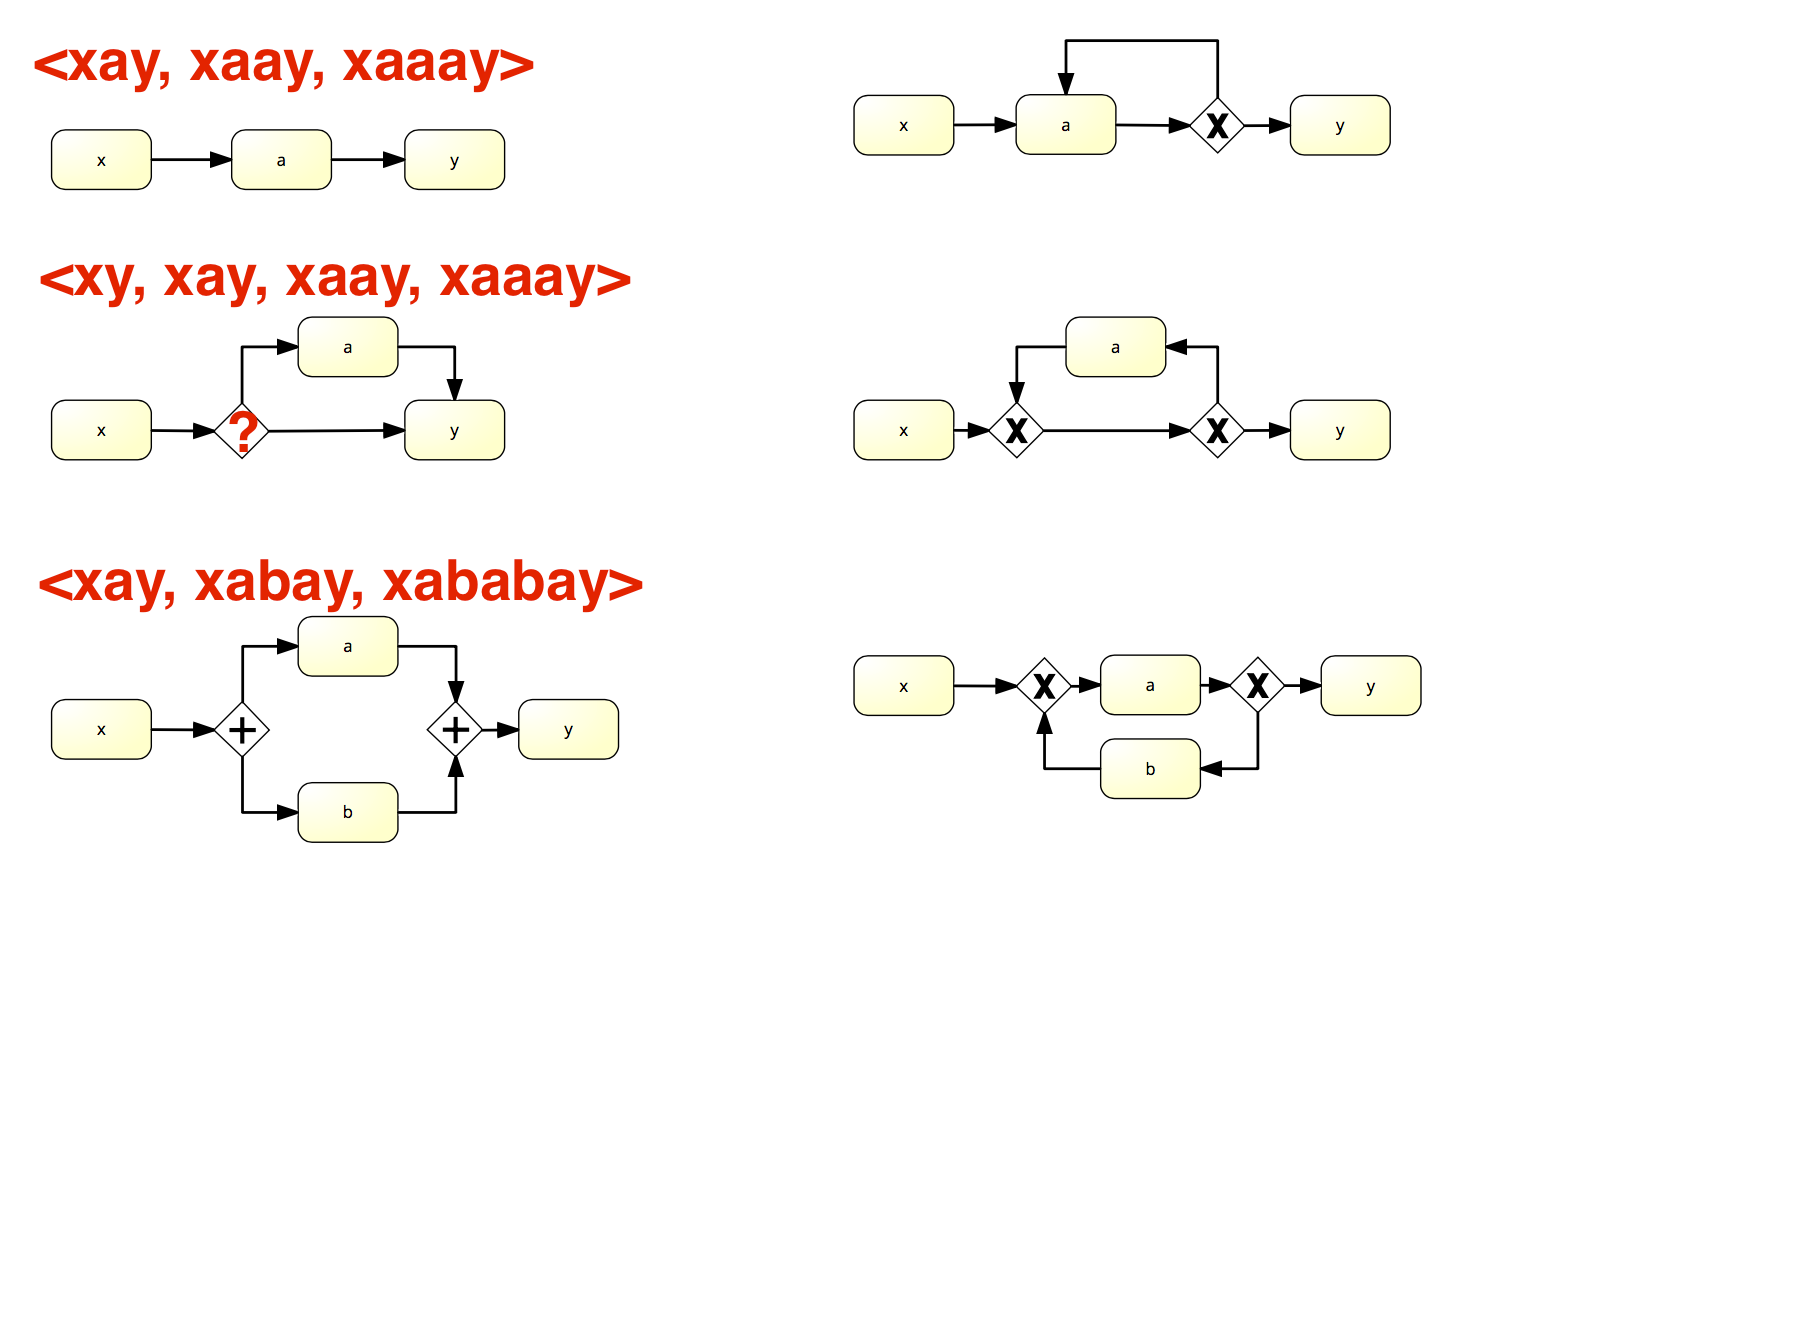 <xay, xaay, xaaay>
x a y
x a X y
<xy, xay, xaay, xaaay>
a
x ? y
a
x X X y
<xay, xabay, xababay>
a
x + + y
b
x X a X y
b